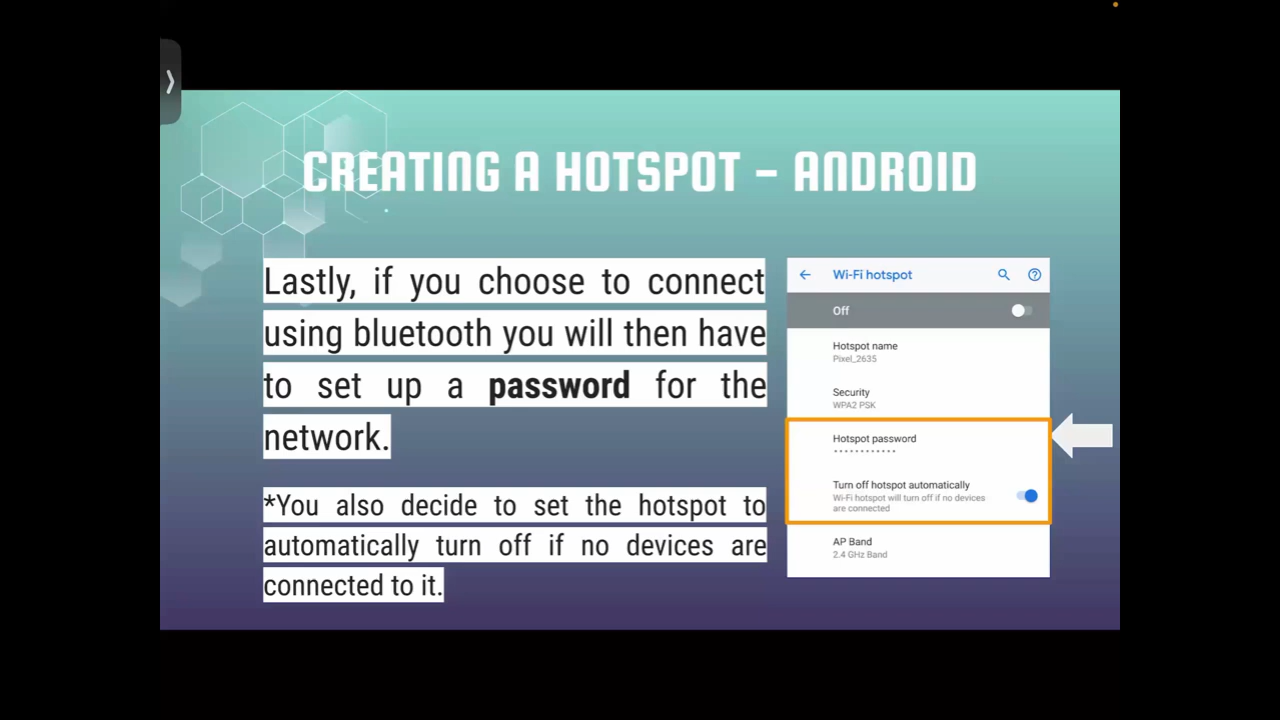 CREATING A HOTSPOT – ANDROID
Lastly, if you choose to connect
using bluetooth you will then have
to set up a password for the
network.
*You also decide to set the hotspot to
automatically turn off if no devices are
connected to it.
Wi-Fi hotspot
Off
Hotspot name
Pixel_2635
Security
WPA2 PSK
Hotspot password
••••••••••••
Turn off hotspot automatically
Wi-Fi hotspot will turn off if no devices
are connected
AP Band
2.4 GHz Band